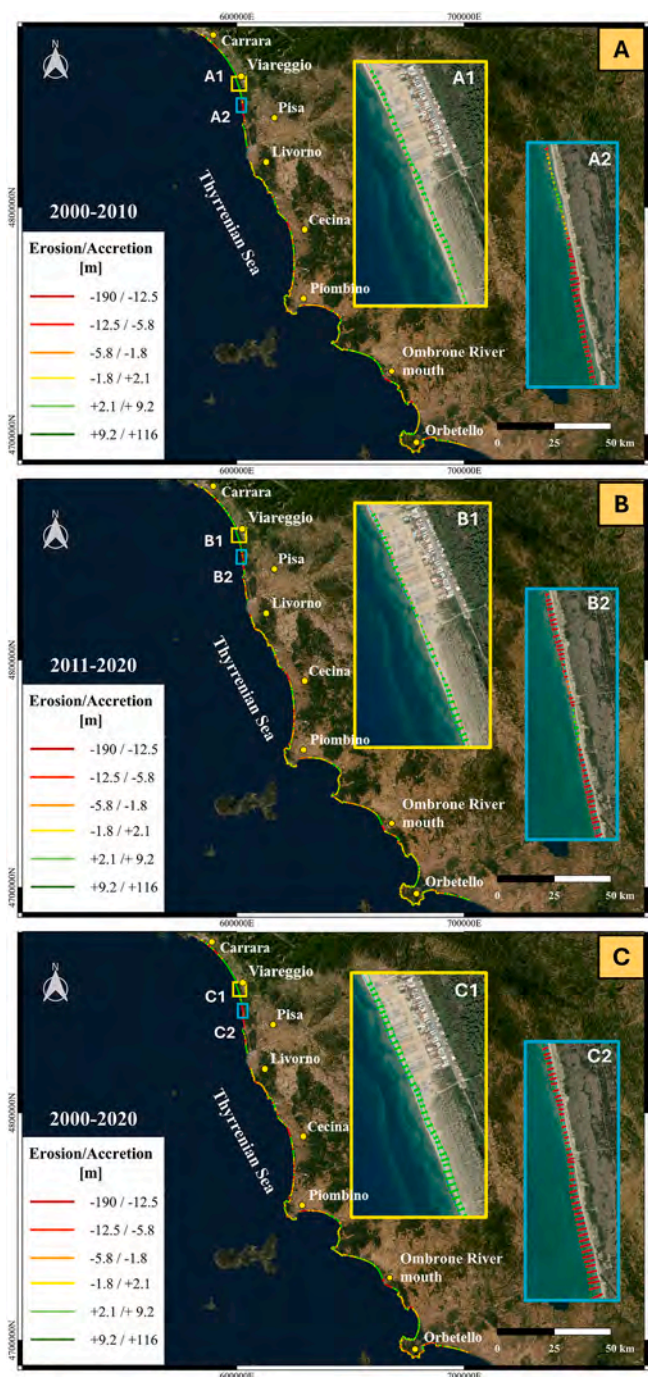 600000E
700000E
A
N
Carrara
A1
Viareggio
A1
A2
Pisa
A2
Livorno
Thyrrenian Sea
4800000N
2000-2010
Cecina
Erosion/Accretion
[m]
-190 / -12.5
-12.5 / -5.8
-5.8 / -1.8
-1.8 / +2.1
+2.1 /+ 9.2
+9.2 / +116
Piombino
Ombrone River
mouth
Orbetello
4700000N
0 25 50 km
600000E
700000E
B
N
Carrara
Viareggio
B1
B1
B2
Pisa
B2
Livorno
Thyrrenian Sea
4800000N
2011-2020
Cecina
Erosion/Accretion
[m]
-190 / -12.5
-12.5 / -5.8
-5.8 / -1.8
-1.8 / +2.1
+2.1 /+ 9.2
+9.2 / +116
Piombino
Ombrone River
mouth
Orbetello
4700000N
0 25 50 km
600000E
700000E
C
N
Carrara
Viareggio
C1
C1
C2
Pisa
C2
Livorno
Thyrrenian Sea
4800000N
2000-2020
Cecina
Erosion/Accretion
[m]
-190 / -12.5
-12.5 / -5.8
-5.8 / -1.8
-1.8 / +2.1
+2.1 /+ 9.2
+9.2 / +116
Piombino
Ombrone River
mouth
Orbetello
4700000N
0 25 50 km
600000E
700000E